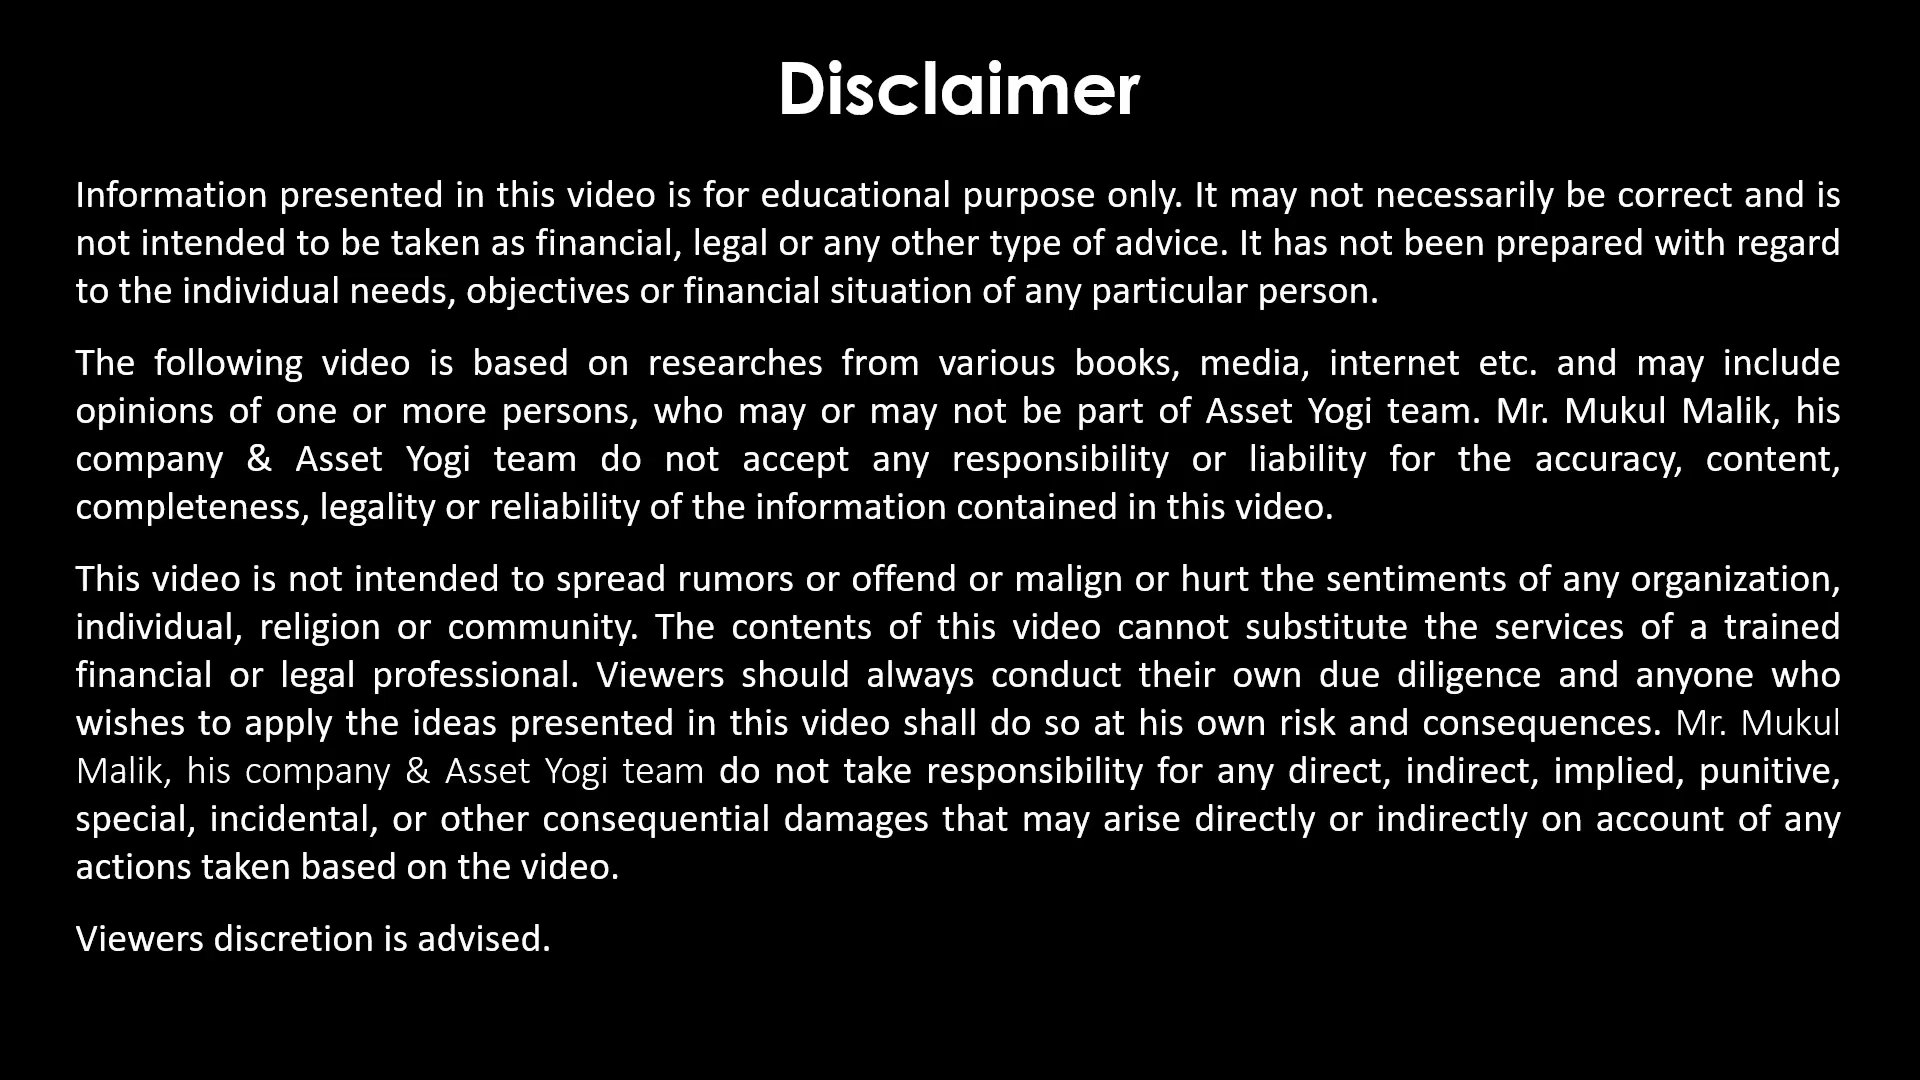 Disclaimer
Information presented in this video is for educational purpose only. It may not necessarily be correct and is
not intended to be taken as financial, legal or any other type of advice. It has not been prepared with regard
to the individual needs, objectives or financial situation of any particular person.
The following video is based on researches from various books, media, internet etc. and may include
opinions of one or more persons, who may or may not be part of Asset Yogi team. Mr. Mukul Malik, his
company & Asset Yogi team do not accept any responsibility or liability for the accuracy, content,
completeness, legality or reliability of the information contained in this video.
This video is not intended to spread rumors or offend or malign or hurt the sentiments of any organization,
individual, religion or community. The contents of this video cannot substitute the services of a trained
financial or legal professional. Viewers should always conduct their own due diligence and anyone who
wishes to apply the ideas presented in this video shall do so at his own risk and consequences. Mr. Mukul
Malik, his company & Asset Yogi team do not take responsibility for any direct, indirect, implied, punitive,
special, incidental, or other consequential damages that may arise directly or indirectly on account of any
actions taken based on the video.
Viewers discretion is advised.